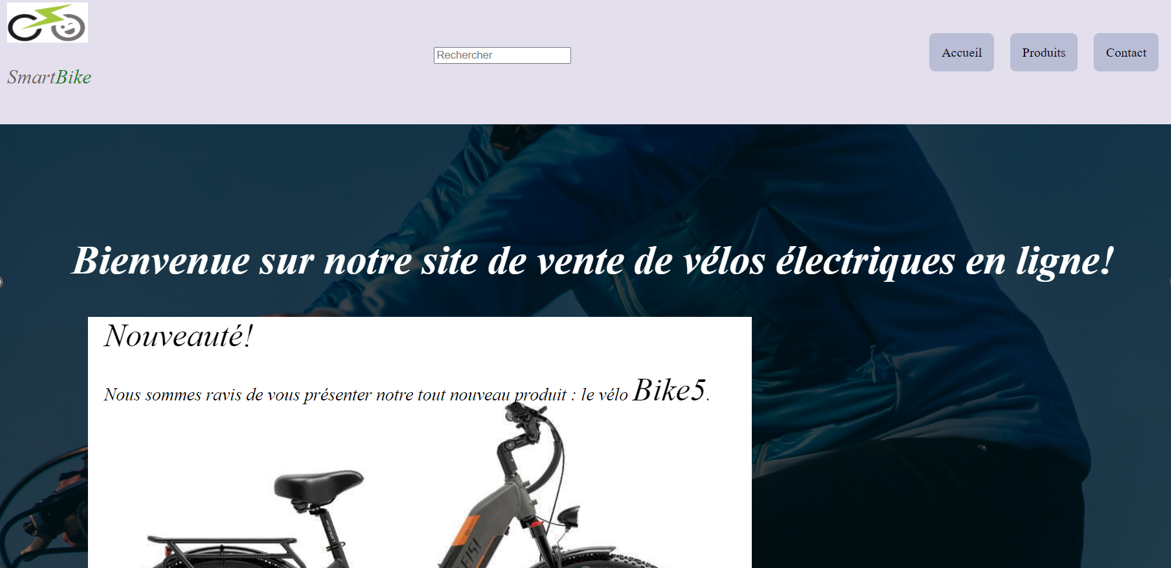 SmartBike
Rechercher
Accueil
Produits
Contact
Bienvenue sur notre site de vente de vélos électriques en ligne!
Nouveauté!
Nous sommes ravis de vous présenter notre tout nouveau produit : le vélo Bike5.